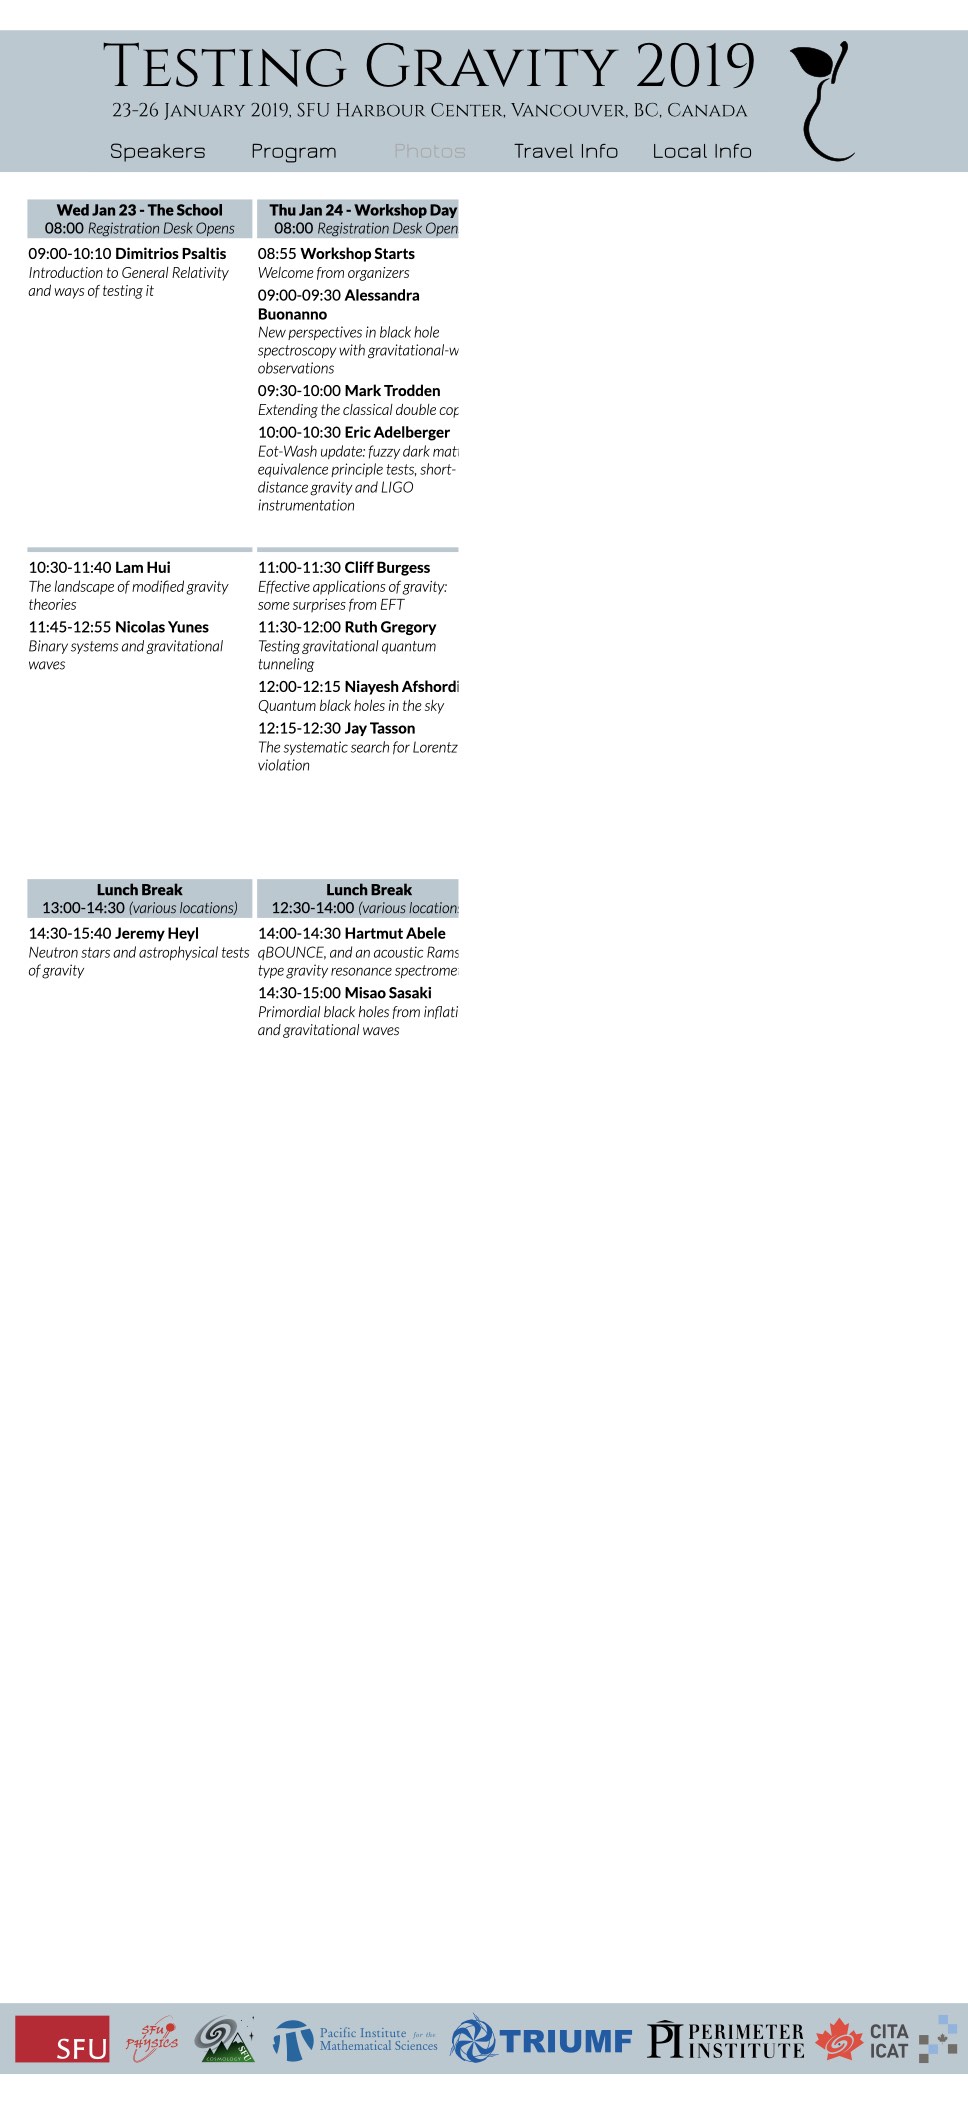 Testing Gravity 2019
23-26 January 2019, SFU Harbour Center, Vancouver, BC, Canada
Speakers Program Photos Travel Info Local Info
Wed Jan 23 - The School
08:00 Registration Desk Opens
09:00-10:10 Dimitrios Psaltis
Introduction to General Relativity
and ways of testing it
10:30-11:40 Lam Hui
The landscape of modified gravity
theories
11:45-12:55 Nicolas Yunes
Binary systems and gravitational
waves
Lunch Break
13:00-14:30 (various locations)
14:30-15:40 Jeremy Heyl
Neutron stars and astrophysical tests
of gravity
Thu Jan 24 - Workshop Day
08:00 Registration Desk Open
08:55 Workshop Starts
Welcome from organizers
09:00-09:30 Alessandra
Buonanno
New perspectives in black hole
spectroscopy with gravitational-w
observations
09:30-10:00 Mark Trodden
Extending the classical double cop
10:00-10:30 Eric Adelberger
Eot-Wash update: fuzzy dark matt
equivalence principle tests, short-
distance gravity and LIGO
instrumentation
11:00-11:30 Cliff Burgess
Effective applications of gravity:
some surprises from EFT
11:30-12:00 Ruth Gregory
Testing gravitational quantum
tunneling
12:00-12:15 Niayesh Afshordi
Quantum black holes in the sky
12:15-12:30 Jay Tasson
The systematic search for Lorentz
violation
Lunch Break
12:30-14:00 (various location
14:00-14:30 Hartmut Abele
qBOUNCE, and an acoustic Rams
type gravity resonance spectrome
14:30-15:00 Misao Sasaki
Primordial black holes from inflati
and gravitational waves
SFU
SFU PHYSICS
COSMOLOGY SFU
Pacific Institute for the
Mathematical Sciences
TRIUMF
PI PERIMETER
INSTITUTE
CITA
ICAT